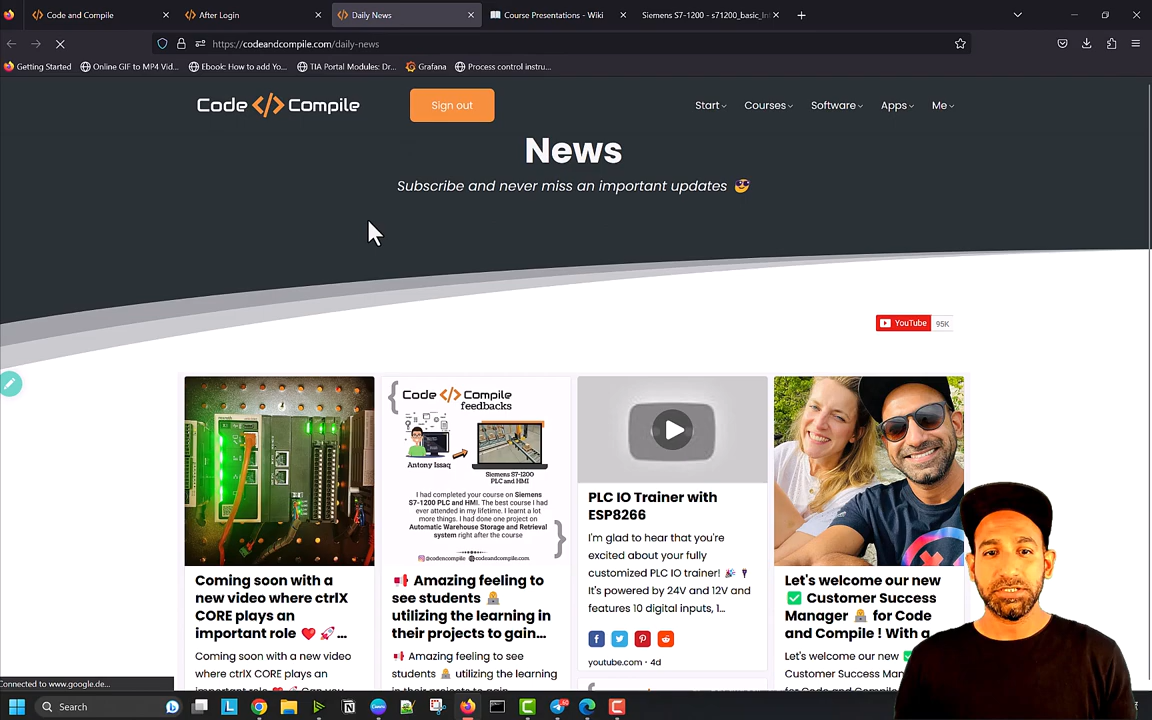 Code and Compile
After Login
Daily News
Course Presentations - Wiki
Siemens S7-1200 - s71200_basic_In
https://codeandcompile.com/daily-news
Getting Started
Online GIF to MP4 Vid...
Ebook: How to add Yo...
TIA Portal Modules: Dr...
Grafana
Process control instru...
Code </> Compile
Sign out
Start
Courses
Software
Apps
Me
News
Subscribe and never miss an important updates 😎
YouTube 95K
Code </> Compile
feedbacks
Antony Issaq
Siemens S7-1200
PLC and HMI
I had completed your course on Siemens
S7-1200 PLC and HMI. The best course I had
ever attended in my lifetime. I learnt a lot
more things. I had done one project on
Automatic Warehouse Storage and Retrieval
system right after the course
@codencompile codeandcompile.com
Coming soon with a
new video where ctrlX
CORE plays an
important role ❤️ 🚀 ...
Coming soon with a new video
where ctrlX CORE plays an
📢 Amazing feeling to
see students 🧑‍💻
utilizing the learning in
their projects to gain...
📢 Amazing feeling to see
students 🧑‍💻 utilizing the learning
PLC IO Trainer with
ESP8266
I'm glad to hear that you're
excited about your fully
customized PLC IO trainer! 🎉 🎙
It's powered by 24V and 12V and
features 10 digital inputs, 1...
youtube.com · 4d
Let's welcome our new
✅ Customer Success
Manager 🧑‍💻 for Code
and Compile ! With a
Let's welcome our new ✅
Customer Success
Connected to www.google.de...
Search